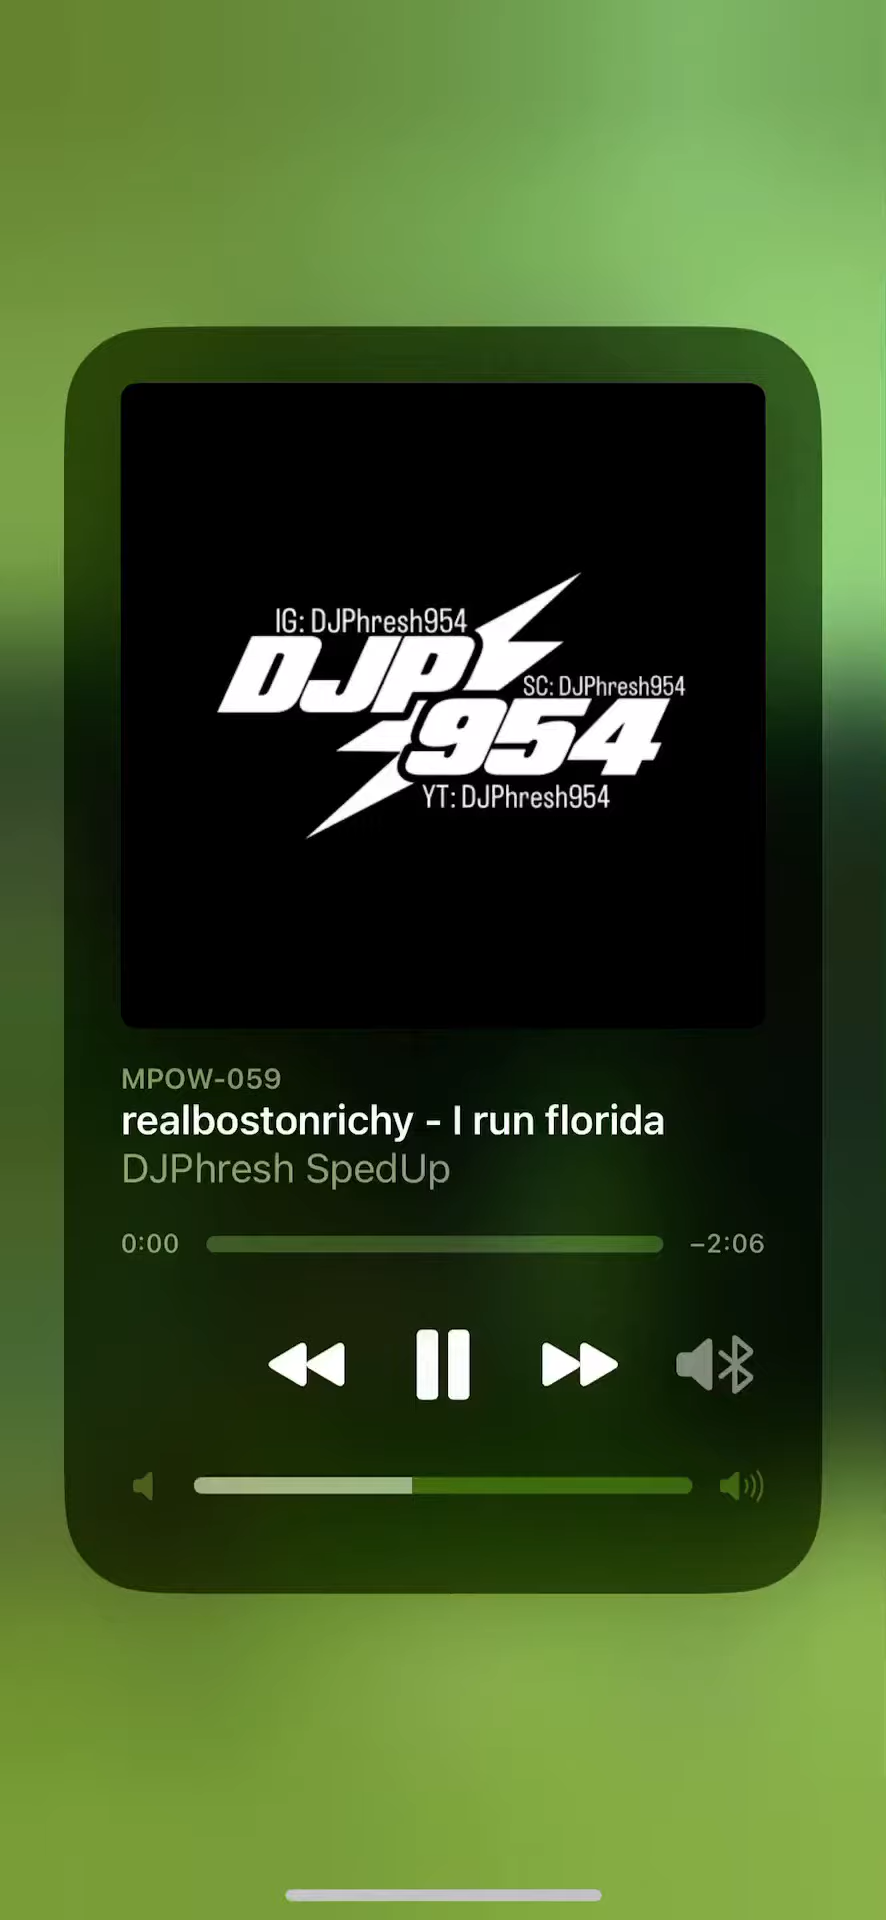 IG: DJPhresh954
DJP
SC: DJPhresh954
954
YT: DJPhresh954
MPOW-059
realbostonrichy - I run florida
DJPhresh SpedUp
0:00
-2:06